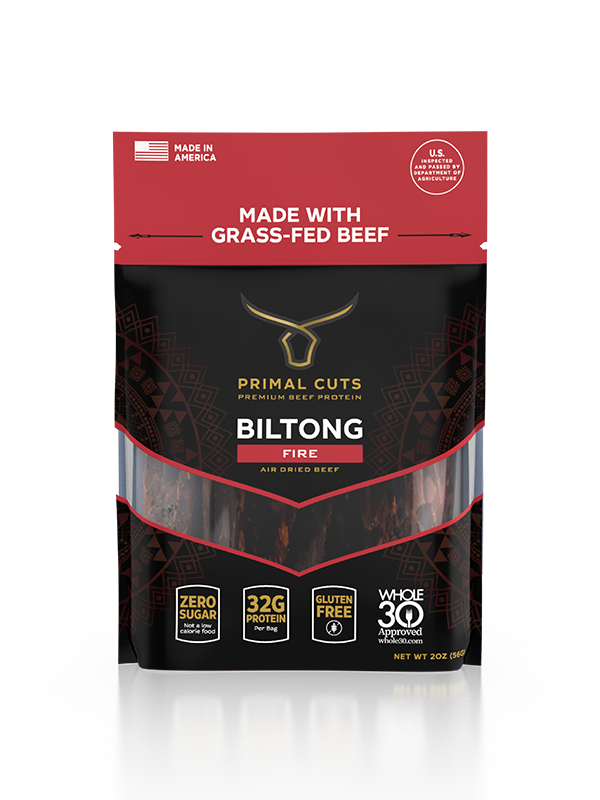 MADE IN
AMERICA
U.S.
INSPECTED
AND PASSED BY
DEPARTMENT OF
AGRICULTURE
MADE WITH
GRASS-FED BEEF
PRIMAL CUTS
PREMIUM BEEF PROTEIN
BILTONG
FIRE
AIR DRIED BEEF
ZERO
SUGAR
Not a low
calorie food
32G
PROTEIN
Per Bag
GLUTEN
FREE
WHOLE
30
Approved
whole30.com
NET WT 2OZ (56G